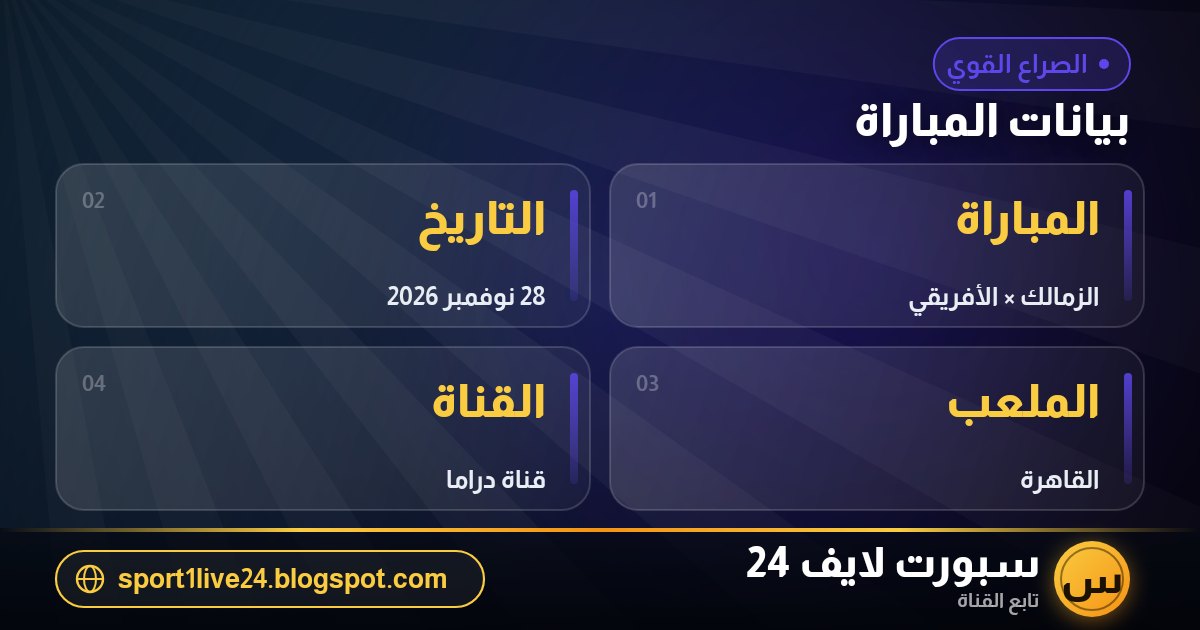 الصراع القوي
بيانات المباراة
01
المباراة
الزمالك × الأفريقي
02
التاريخ
28 نوفمبر 2026
03
الملعب
القاهرة
04
القناة
قناة دراما
س
سبورت لايف 24
تابع القناة
sport1live24.blogspot.com